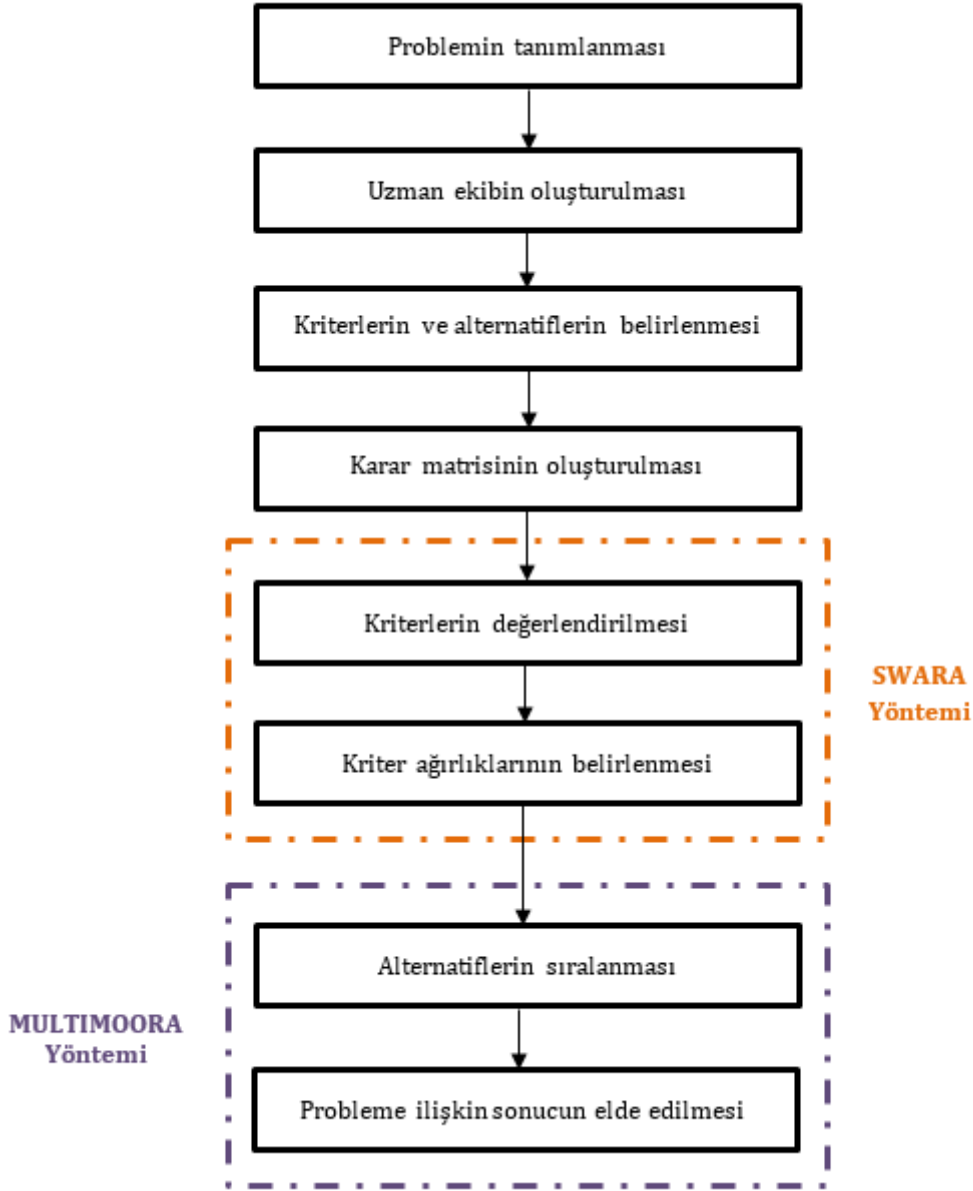 Problemin tanımlanması
Uzman ekibin oluşturulması
Kriterlerin ve alternatiflerin belirlenmesi
Karar matrisinin oluşturulması
Kriterlerin değerlendirilmesi
SWARA
Yöntemi
Kriter ağırlıklarının belirlenmesi
Alternatiflerin sıralanması
MULTIMOORA
Yöntemi
Probleme ilişkin sonucun elde edilmesi